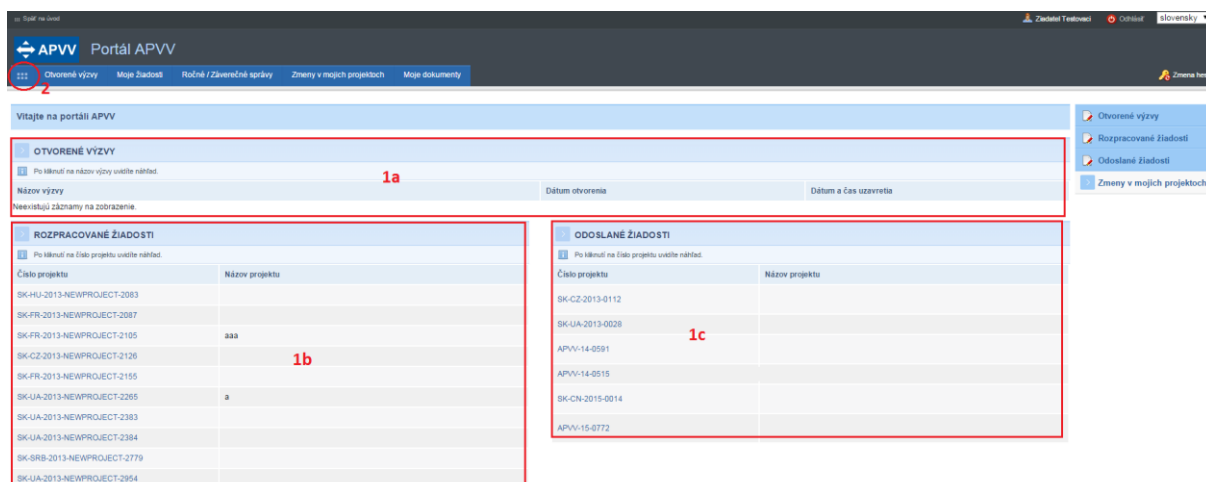 Späť na úvod
Ziadatel Testovaci Odhlásiť slovensky
APVV Portál APVV
Otvorené výzvy Moje žiadosti Ročné / Záverečné správy Zmeny v mojich projektoch Moje dokumenty
Zmena
2
Vitajte na portáli APVV
OTVORENÉ VÝZVY
Po kliknutí na názov výzvy uvidíte náhľad.
1a
Názov výzvy Dátum otvorenia Dátum a čas uzavretia
Neexistujú záznamy na zobrazenie.
Otvorené výzvy
Rozpracované žiadosti
Odoslané žiadosti
Zmeny v mojich projektoch
ROZPRACOVANÉ ŽIADOSTI
Po kliknutí na číslo projektu uvidíte náhľad.
Číslo projektu Názov projektu
SK-HU-2013-NEWPROJECT-2083
SK-FR-2013-NEWPROJECT-2087
SK-FR-2013-NEWPROJECT-2105 aaa
SK-CZ-2013-NEWPROJECT-2126
1b
SK-FR-2013-NEWPROJECT-2155
SK-UA-2013-NEWPROJECT-2265 a
SK-UA-2013-NEWPROJECT-2383
SK-UA-2013-NEWPROJECT-2384
SK-SRB-2013-NEWPROJECT-2779
SK-UA-2013-NEWPROJECT-2954
ODOSLANÉ ŽIADOSTI
Po kliknutí na číslo projektu uvidíte náhľad.
Číslo projektu Názov projektu
SK-CZ-2013-0112
SK-UA-2013-0028
1c
APVV-14-0591
APVV-14-0515
SK-CN-2015-0014
APVV-15-0772